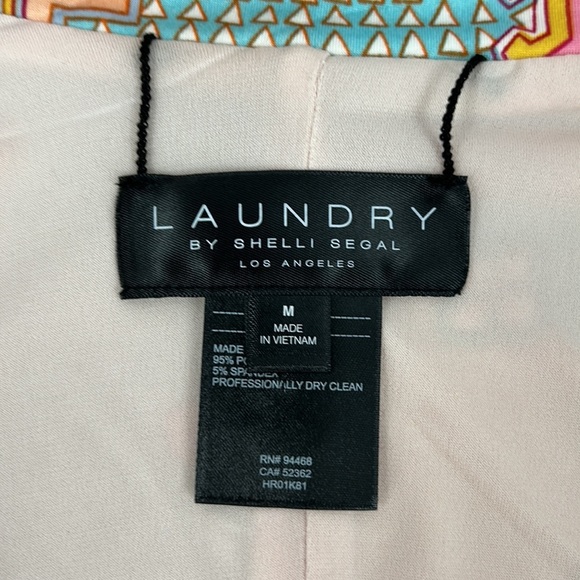 LAUNDRY
BY SHELLI SEGAL
LOS ANGELES
M
MADE
IN VIETNAM
MADE
95%
5%
PROFESSIONALLY DRY CLEAN
RN# 94468
CA# 52362
HR01K81